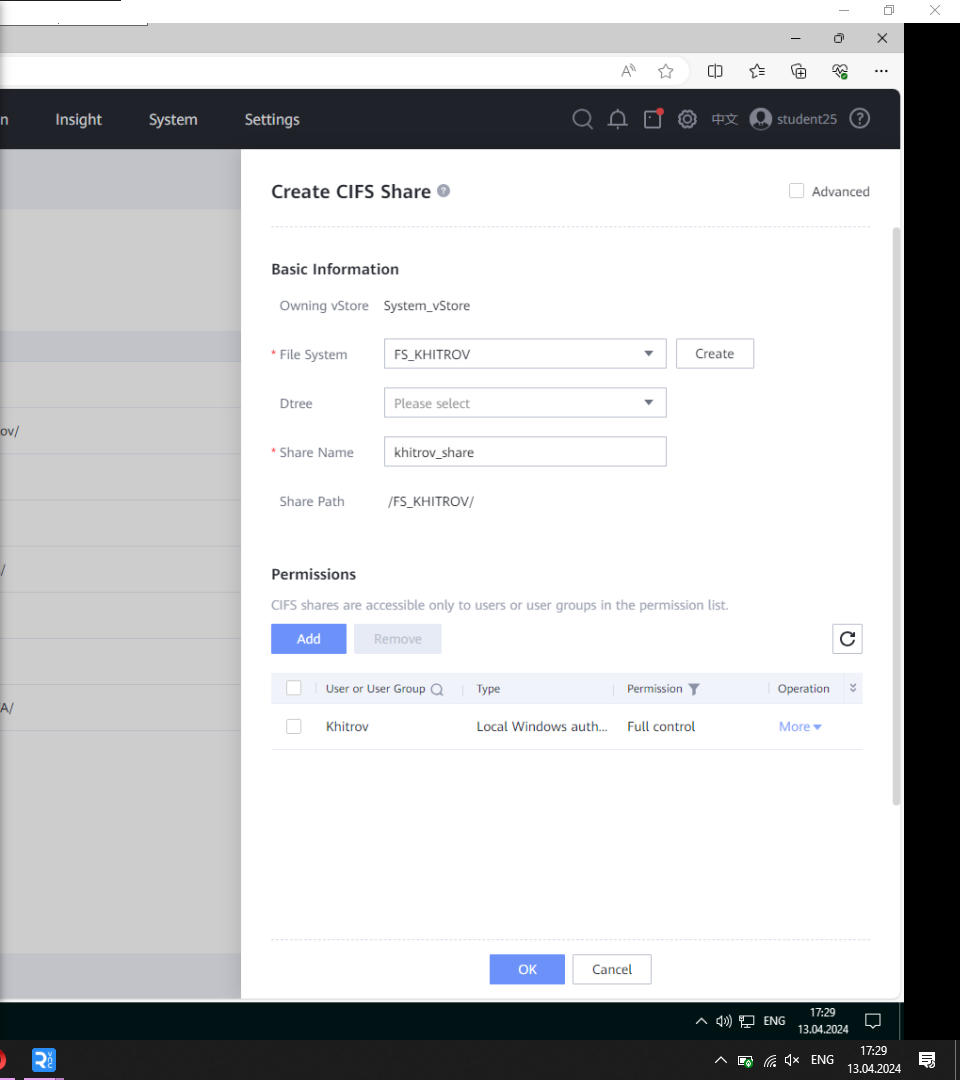 n Insight System Settings 中文 student25
Create CIFS Share Advanced
Basic Information
Owning vStore System_vStore
* File System FS_KHITROV Create
Dtree Please select
ov/
* Share Name khitrov_share
Share Path /FS_KHITROV/
/
Permissions
CIFS shares are accessible only to users or user groups in the permission list.
Add Remove
User or User Group Type Permission Operation
A/
Khitrov Local Windows auth... Full control More
OK Cancel
ENG 17:29
13.04.2024
ENG 17:29
13.04.2024